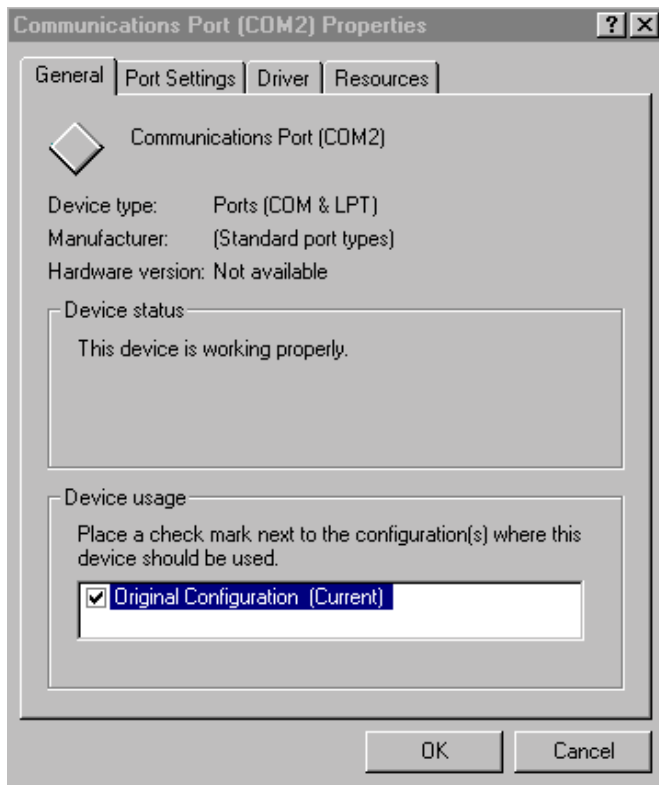 Communications Port (COM2) Properties
General Port Settings Driver Resources
Communications Port (COM2)
Device type: Ports (COM & LPT)
Manufacturer: (Standard port types)
Hardware version: Not available
Device status
This device is working properly.
Device usage
Place a check mark next to the configuration(s) where this
device should be used.
Original Configuration (Current)
OK Cancel